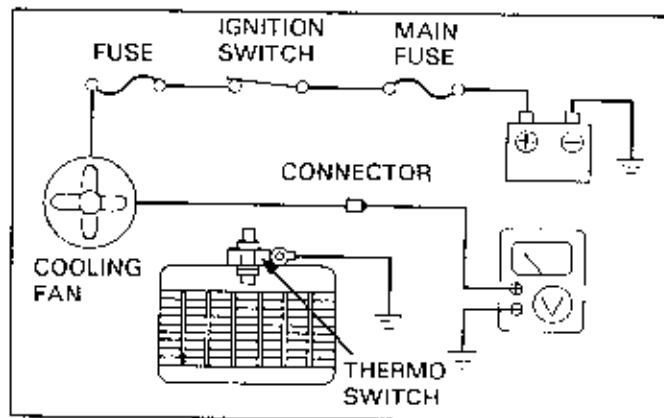 IGNITION
SWITCH
FUSE
MAIN
FUSE
+ −
CONNECTOR
COOLING
FAN
+
−
V
THERMO
SWITCH